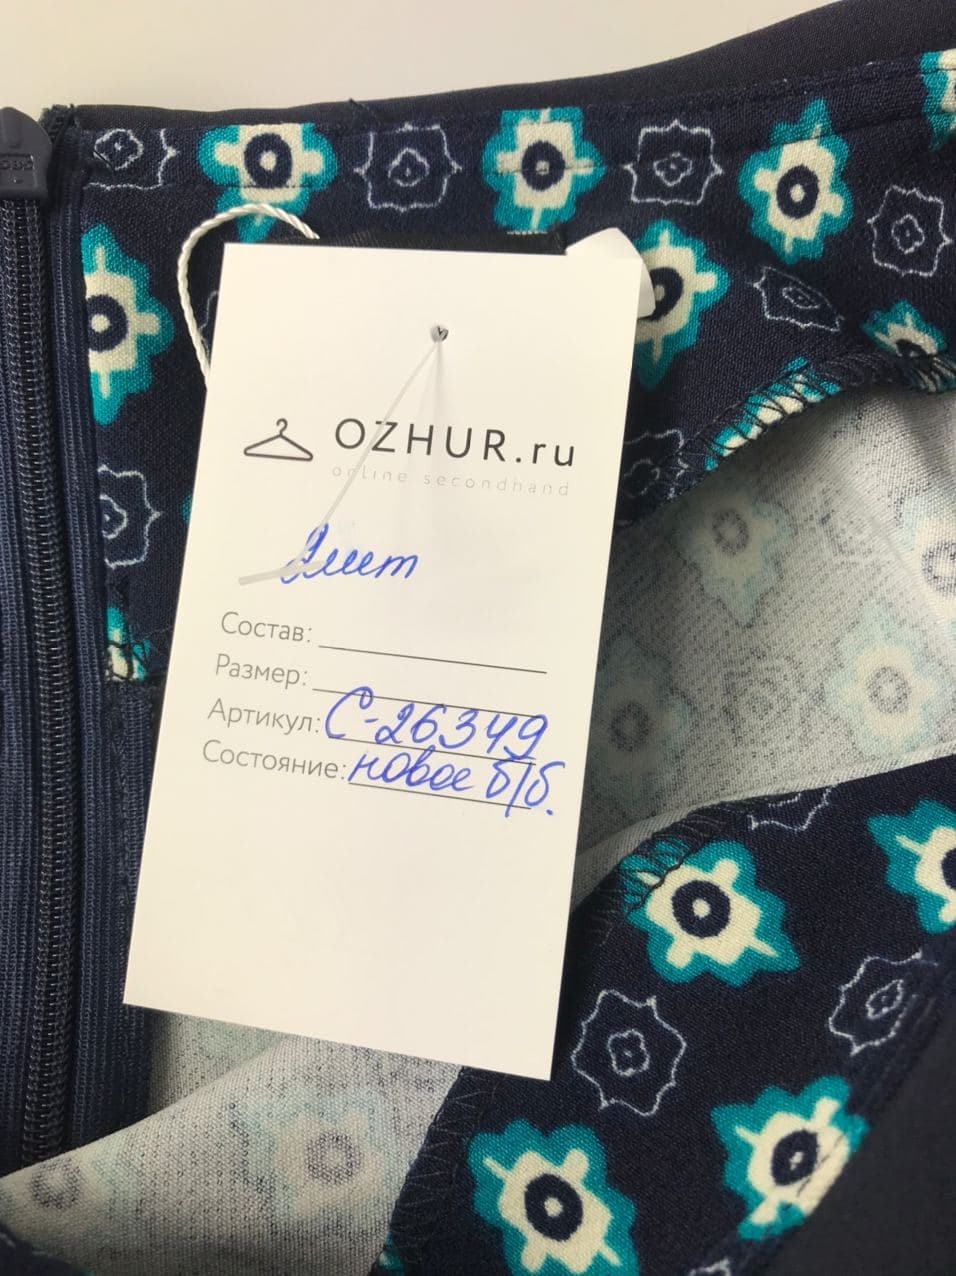 OZHUR.ru
online secondhand
Состав:
Размер:
Артикул: С-26349
Состояние: новое б/б.